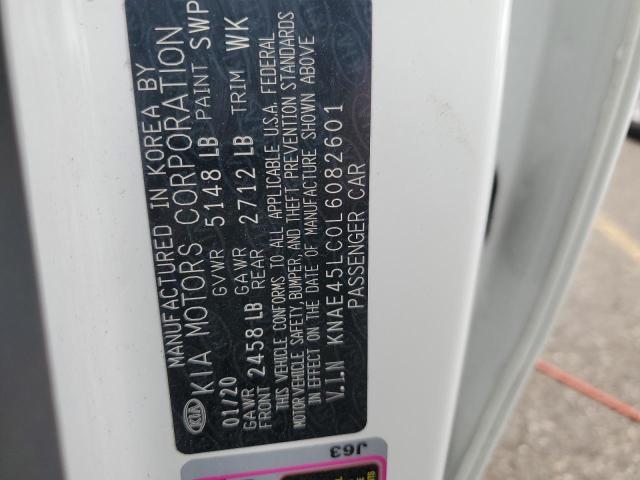 MANUFACTURED IN KOREA BY
KIA KIA MOTORS CORPORATION
01/20 GVWR 5148 LB PAINT SWP
GAWR FRONT 2458 LB GAWR REAR 2712 LB TRIM WK
THIS VEHICLE CONFORMS TO ALL APPLICABLE U.S.A. FEDERAL
MOTOR VEHICLE SAFETY, BUMPER, AND THEFT PREVENTION STANDARDS
IN EFFECT ON THE DATE OF MANUFACTURE SHOWN ABOVE
V.I.N KNAE45LC0L6082601
PASSENGER CAR
J63